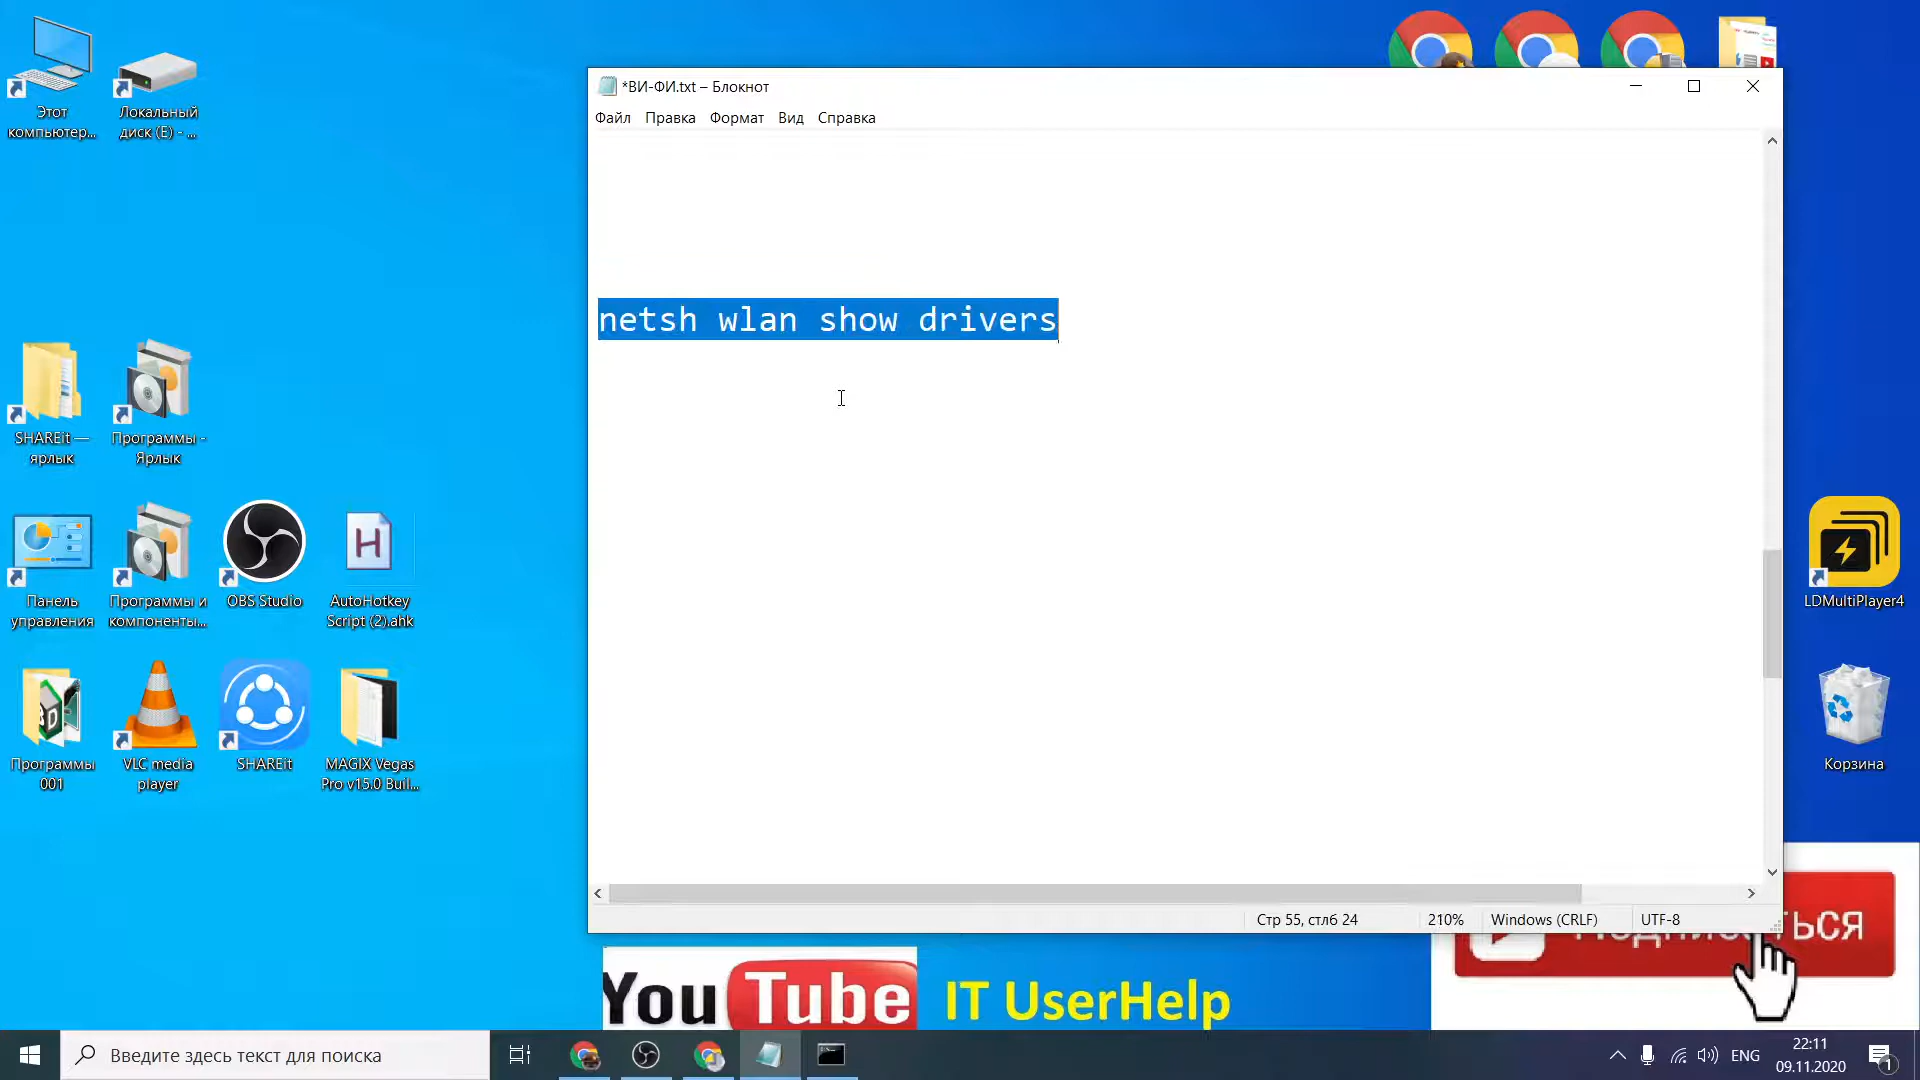 Этот
компьютер...
Локальный
диск (E) - ...
*ВИ-ФИ.txt – Блокнот
Файл Правка Формат Вид Справка
netsh wlan show drivers
SHAREit —
ярлык
Программы -
Ярлык
Панель
управления
Программы и
компоненты...
OBS Studio
AutoHotkey
Script (2).ahk
LDMultiPlayer4
Программы
001
VLC media
player
SHAREit
MAGIX Vegas
Pro v15.0 Buil...
Корзина
Стр 55, стлб 24 210% Windows (CRLF) UTF-8
YouTube
IT UserHelp
Введите здесь текст для поиска
ENG
22:11
09.11.2020
1